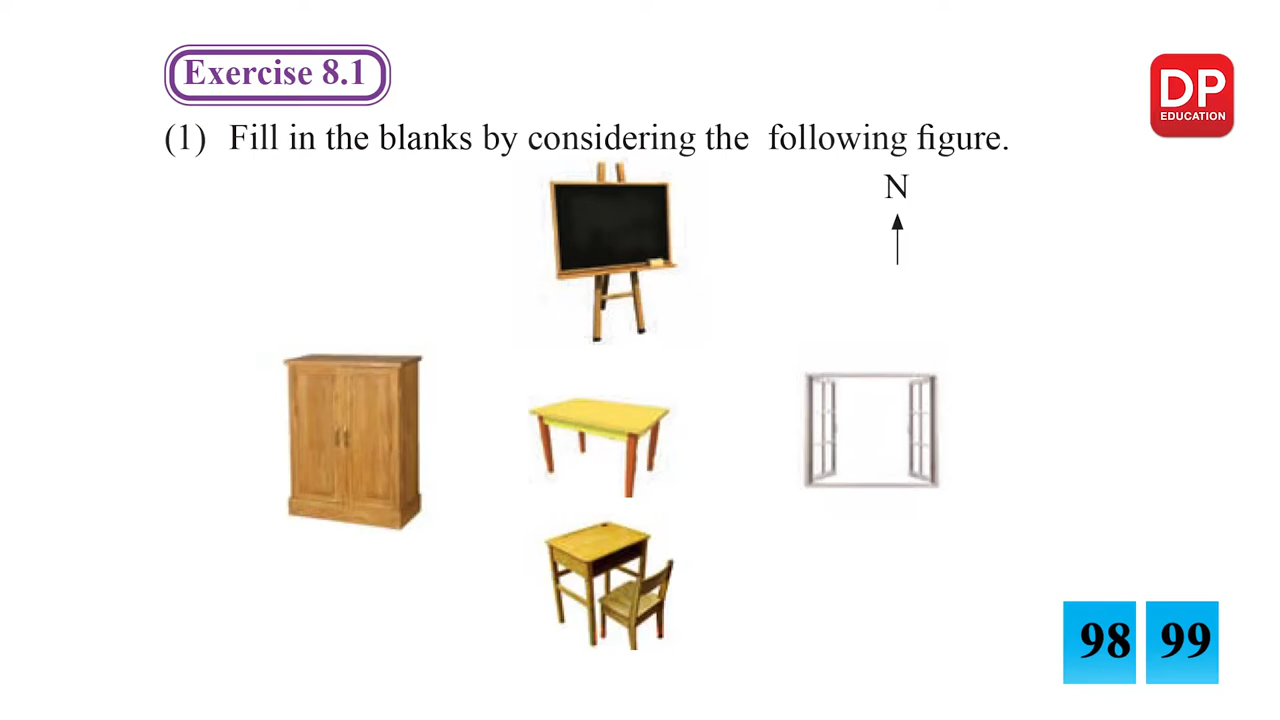 Exercise 8.1
DP
EDUCATION
(1) Fill in the blanks by considering the following figure.
N
98 99